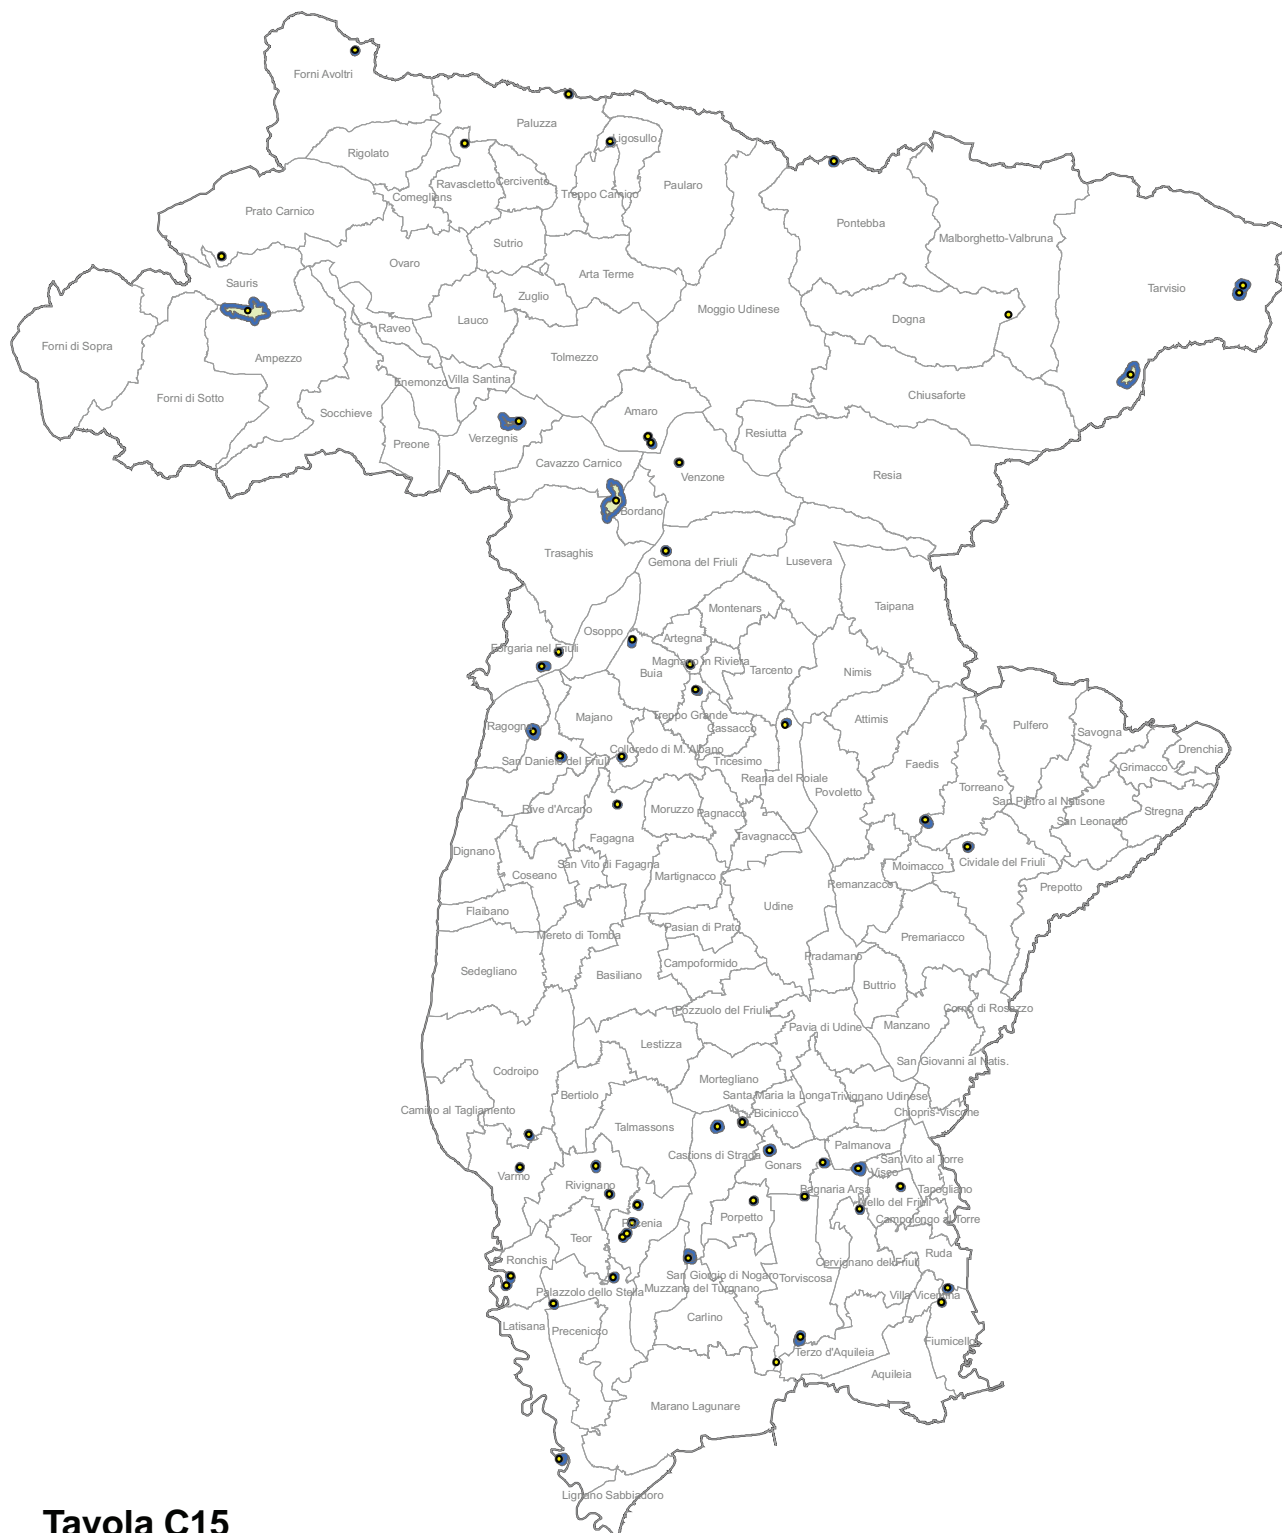 Forni Avoltri
Paluzza
Ligosullo
Rigolato
Ravascletto
Cercivento
Treppo Carnico
Paularo
Comeglians
Prato Carnico
Pontebba
Malborghetto-Valbruna
Sutrio
Ovaro
Arta Terme
Sauris
Tarvisio
Zuglio
Moggio Udinese
Lauco
Dogna
Raveo
Forni di Sopra
Ampezzo
Tolmezzo
Enemonzo
Villa Santina
Forni di Sotto
Chiusaforte
Socchieve
Amaro
Preone
Verzegnis
Resiutta
Cavazzo Carnico
Venzone
Resia
Bordano
Trasaghis
Gemona del Friuli
Lusevera
Montenars
Taipana
Osoppo
Artegna
Forgaria nel Friuli
Magnano in Riviera
Buia
Tarcento
Nimis
Majano
Treppo Grande
Attimis
Ragogna
Cassacco
Pulfero
Savogna
Colloredo di M. Albano
Drenchia
San Daniele del Friuli
Tricesimo
Faedis
Grimacco
Reana del Roiale
Povoletto
Torreano
San Pietro al Natisone
Rive d'Arcano
Moruzzo
Pagnacco
Stregna
San Leonardo
Fagagna
Tavagnacco
Dignano
San Vito di Fagagna
Moimacco
Cividale del Friuli
Coseano
Martignacco
Remanzacco
Prepotto
Flaibano
Udine
Mereto di Tomba
Pasian di Prato
Premariacco
Sedegliano
Basiliano
Campoformido
Pradamano
Buttrio
Pozzuolo del Friuli
Corno di Rosazzo
Pavia di Udine
Manzano
Lestizza
San Giovanni al Natis.
Codroipo
Mortegliano
Bertiolo
Santa Maria la Longa
Trivignano Udinese
Camino al Tagliamento
Bicinicco
Chiopris-Viscone
Talmassons
Palmanova
Castions di Strada
San Vito al Torre
Gonars
Visco
Varmo
Rivignano
Bagnaria Arsa
Tapogliano
Aiello del Friuli
Porpetto
Campolongo al Torre
Pocenia
Teor
Ruda
Ronchis
Cervignano del Friuli
San Giorgio di Nogaro
Torviscosa
Palazzolo dello Stella
Muzzana del Turgnano
Villa Vicentina
Carlino
Latisana
Precenicco
Fiumicello
Terzo d'Aquileia
Aquileia
Marano Lagunare
Lignano Sabbiadoro
Tavola C15